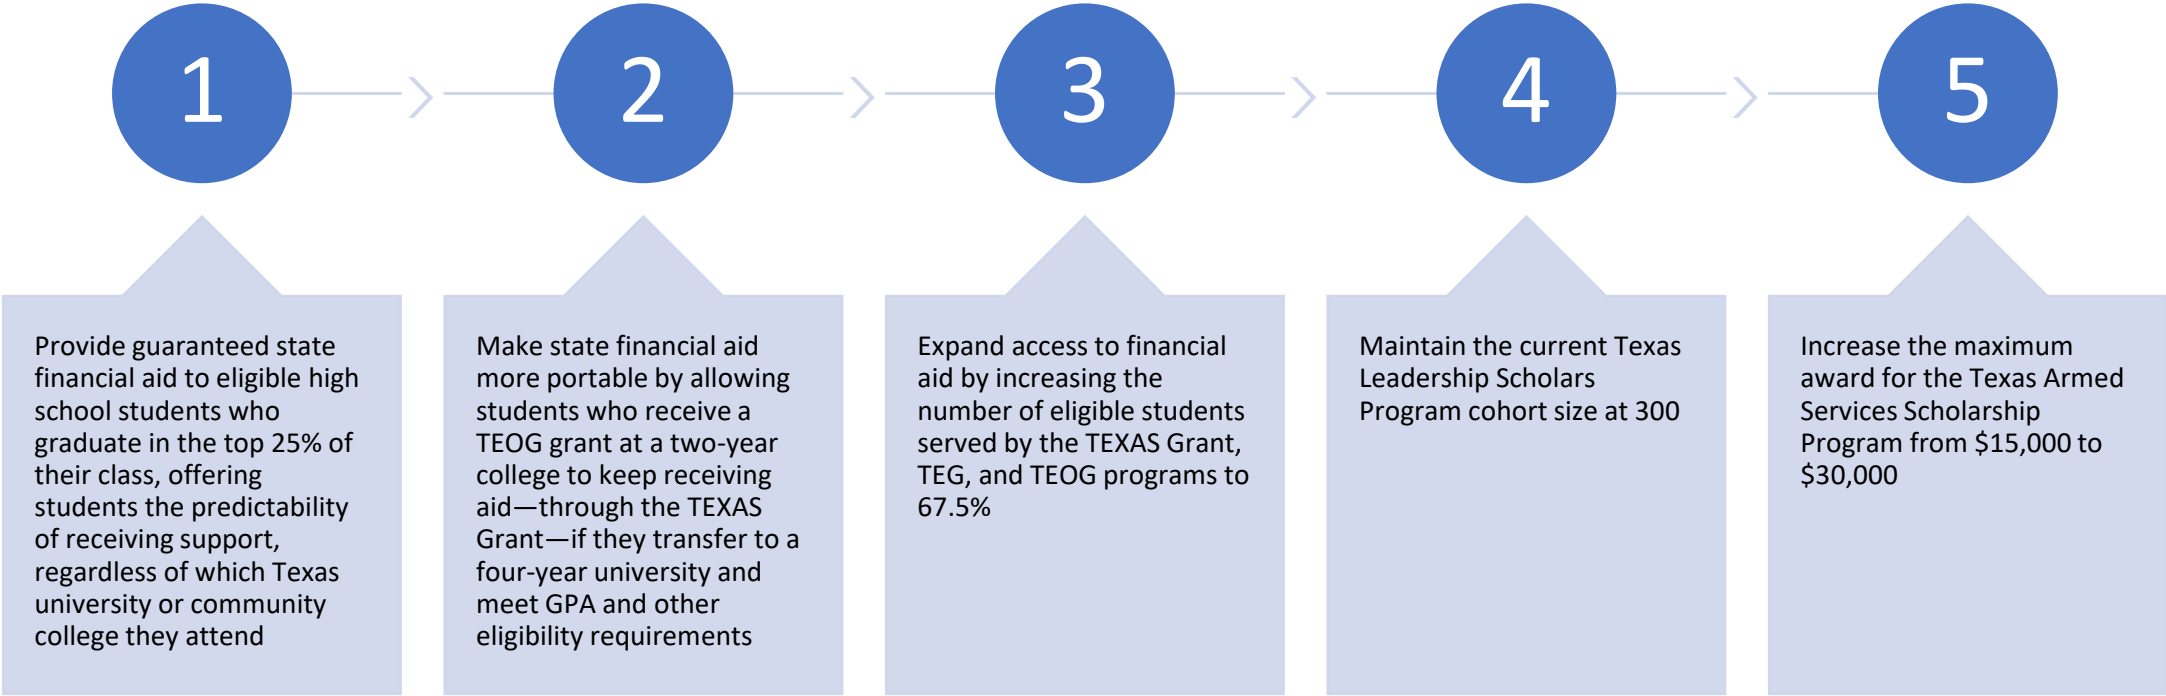 1
2
3
4
5
Provide guaranteed state
financial aid to eligible high
school students who
graduate in the top 25% of
their class, offering
students the predictability
of receiving support,
regardless of which Texas
university or community
college they attend
Make state financial aid
more portable by allowing
students who receive a
TEOG grant at a two-year
college to keep receiving
aid—through the TEXAS
Grant—if they transfer to a
four-year university and
meet GPA and other
eligibility requirements
Expand access to financial
aid by increasing the
number of eligible students
served by the TEXAS Grant,
TEG, and TEOG programs to
67.5%
Maintain the current Texas
Leadership Scholars
Program cohort size at 300
Increase the maximum
award for the Texas Armed
Services Scholarship
Program from $15,000 to
$30,000